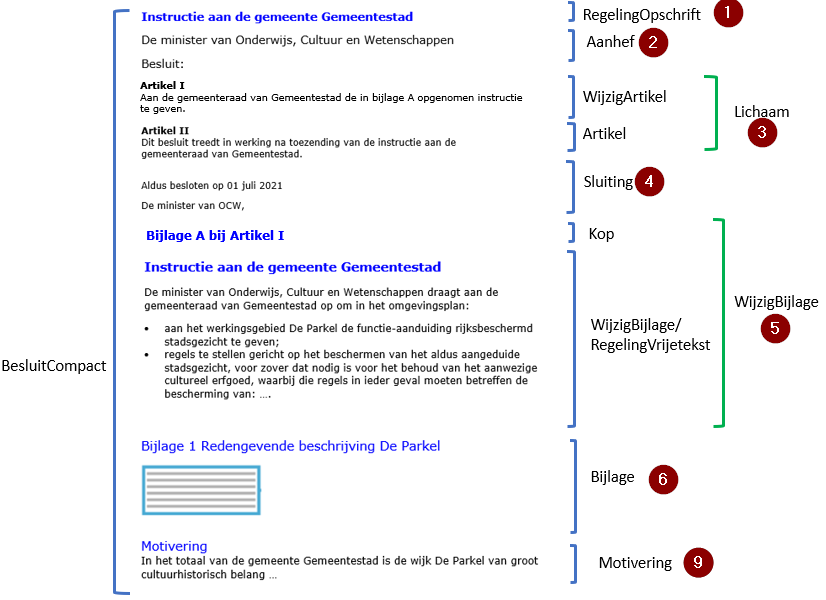 Instructie aan de gemeente Gemeentestad
RegelingOpschrift 1
De minister van Onderwijs, Cultuur en Wetenschappen
Aanhef 2
Besluit:
Artikel I
Aan de gemeenteraad van Gemeentestad de in bijlage A opgenomen instructie
te geven.
WijzigArtikel
Artikel II
Dit besluit treedt in werking na toezending van de instructie aan de
gemeenteraad van Gemeentestad.
Artikel
Lichaam
3
Aldus besloten op 01 juli 2021
De minister van OCW,
Sluiting 4
Bijlage A bij Artikel I
Kop
Instructie aan de gemeente Gemeentestad
De minister van Onderwijs, Cultuur en Wetenschappen draagt aan de
gemeenteraad van Gemeentestad op om in het omgevingsplan:
• aan het werkingsgebied De Parkel de functie-aanduiding rijksbeschermd
stadsgezicht te geven;
• regels te stellen gericht op het beschermen van het aldus aangeduide
stadsgezicht, voor zover dat nodig is voor het behoud van het aanwezige
cultureel erfgoed, waarbij die regels in ieder geval moeten betreffen de
bescherming van: ….
WijzigBijlage/
RegelingVrijetekst
WijzigBijlage
5
BesluitCompact
Bijlage 1 Redengevende beschrijving De Parkel
Bijlage 6
Motivering
In het totaal van de gemeente Gemeentestad is de wijk De Parkel van groot
cultuurhistorisch belang …
Motivering 9